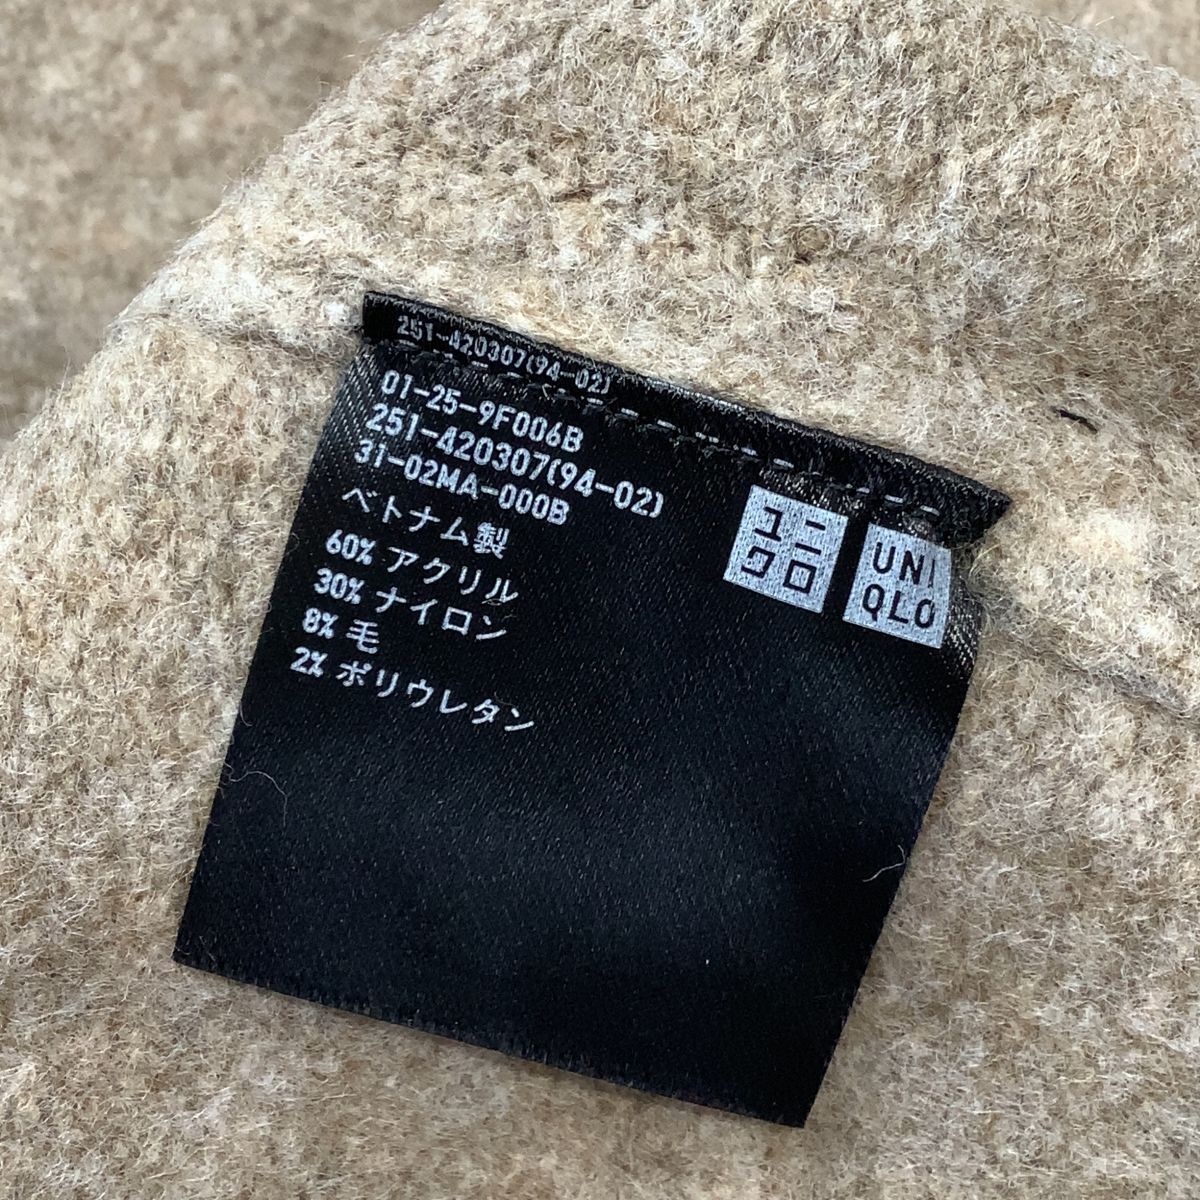 251-420307(94-02)
01-25-9F006B
251-420307(94-02)
31-02MA-000B
ベトナム製
60% アクリル
30% ナイロン
8% 毛
2% ポリウレタン
ユニ
クロ
UNI
QLO